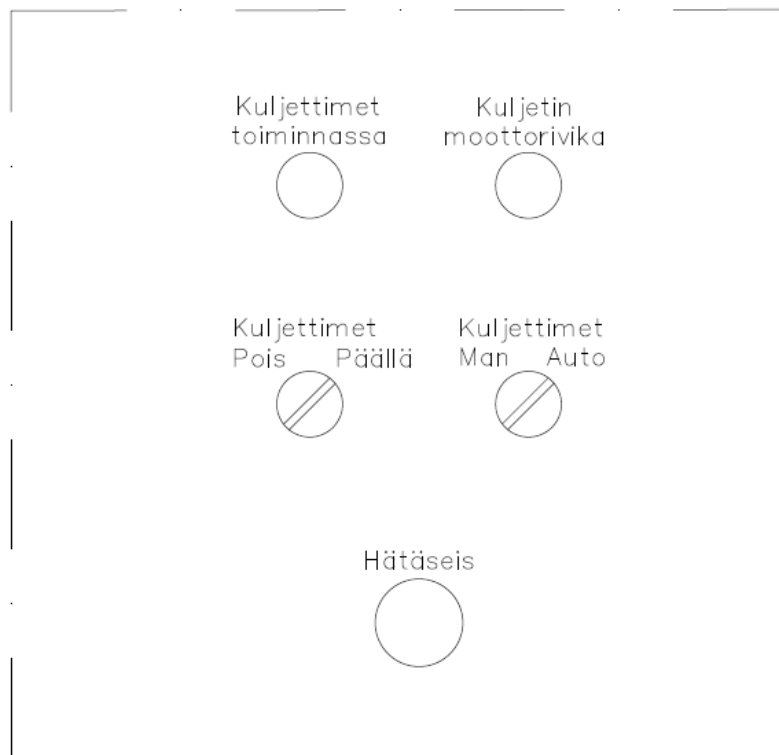 Kuljettimet
toiminnassa
Kuljetin
moottorivika
Kuljettimet
Pois Päällä
Kuljettimet
Man Auto
Hätäseis